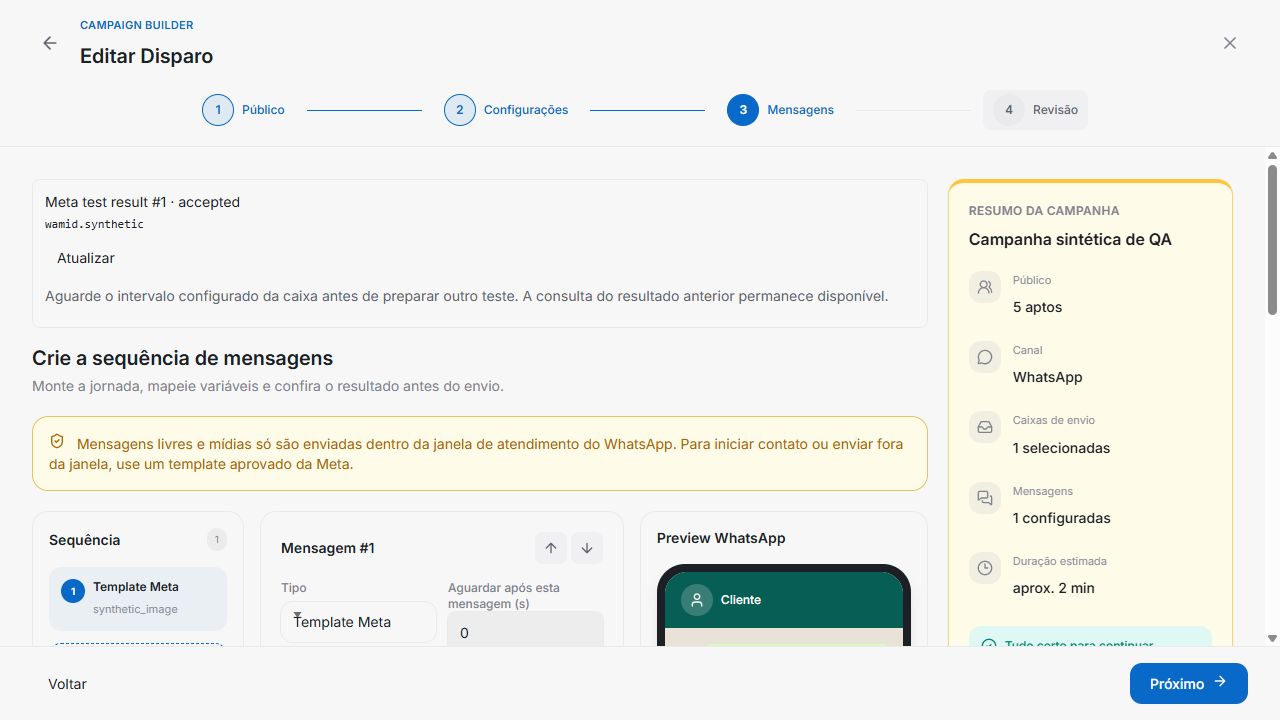 CAMPAIGN BUILDER
Editar Disparo
1 Público
2 Configurações
3 Mensagens
4 Revisão
Meta test result #1 · accepted
wamid.synthetic
Atualizar
Aguarde o intervalo configurado da caixa antes de preparar outro teste. A consulta do resultado anterior permanece disponível.
Crie a sequência de mensagens
Monte a jornada, mapeie variáveis e confira o resultado antes do envio.
Mensagens livres e mídias só são enviadas dentro da janela de atendimento do WhatsApp. Para iniciar contato ou enviar fora
da janela, use um template aprovado da Meta.
Sequência 1
1 Template Meta
synthetic_image
Mensagem #1
Tipo
Template Meta
Aguardar após esta
mensagem (s)
0
Preview WhatsApp
Cliente
RESUMO DA CAMPANHA
Campanha sintética de QA
Público
5 aptos
Canal
WhatsApp
Caixas de envio
1 selecionadas
Mensagens
1 configuradas
Duração estimada
aprox. 2 min
Tudo certo para continuar
Voltar
Próximo